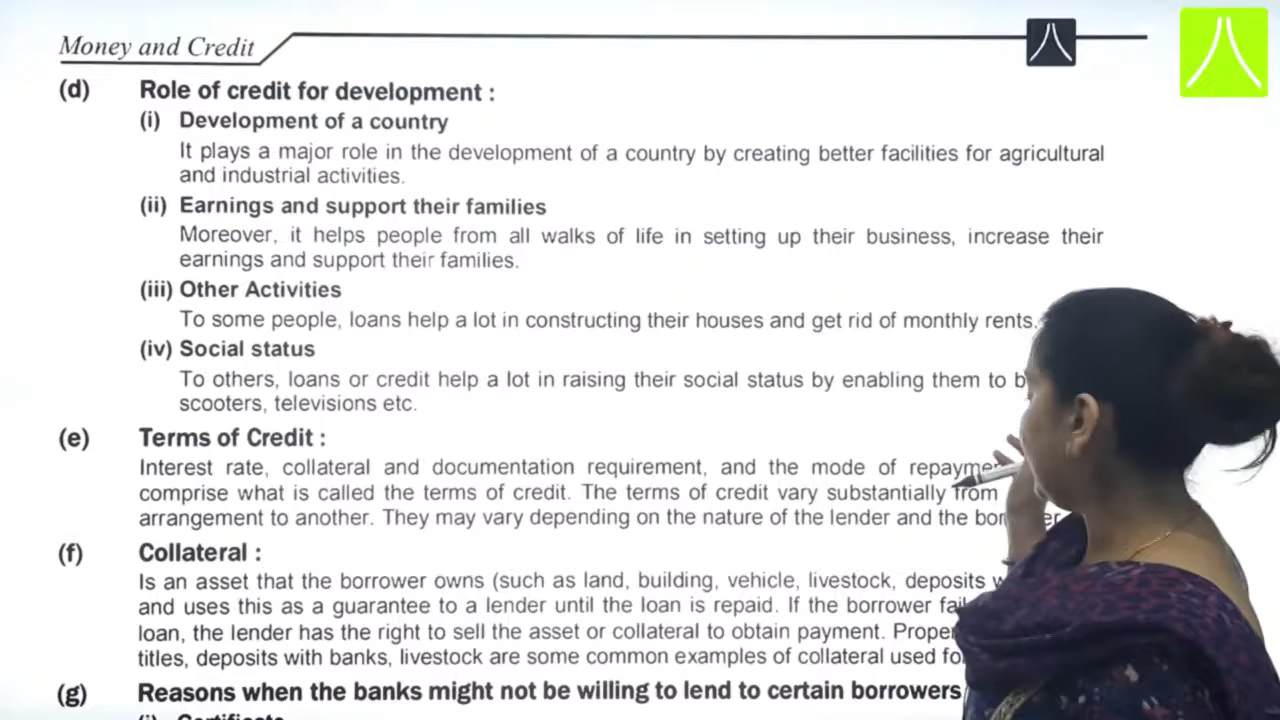 Money and Credit
(d) Role of credit for development :
(i) Development of a country
It plays a major role in the development of a country by creating better facilities for agricultural
and industrial activities.
(ii) Earnings and support their families
Moreover, it helps people from all walks of life in setting up their business, increase their
earnings and support their families.
(iii) Other Activities
To some people, loans help a lot in constructing their houses and get rid of monthly rents.
(iv) Social status
To others, loans or credit help a lot in raising their social status by enabling them to
scooters, televisions etc.
(e) Terms of Credit :
Interest rate, collateral and documentation requirement, and the mode of
comprise what is called the terms of credit. The terms of credit vary substantially from
arrangement to another. They may vary depending on the nature of the lender and the
(f) Collateral :
Is an asset that the borrower owns (such as land, building, vehicle, livestock, deposits
and uses this as a guarantee to a lender until the loan is repaid. If the borrower
loan, the lender has the right to sell the asset or collateral to obtain payment.
titles, deposits with banks, livestock are some common examples of collateral used
(g) Reasons when the banks might not be willing to lend to certain borrowers
(i) Certificate